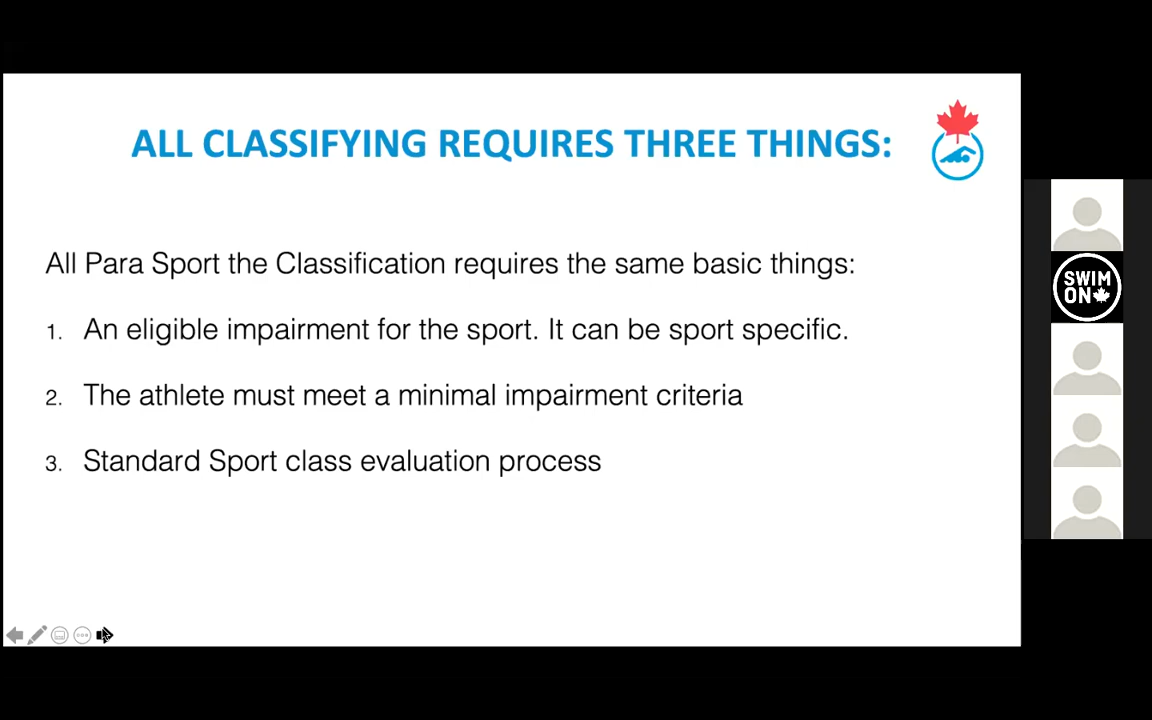 ALL CLASSIFYING REQUIRES THREE THINGS:
All Para Sport the Classification requires the same basic things:
1. An eligible impairment for the sport. It can be sport specific.
2. The athlete must meet a minimal impairment criteria
3. Standard Sport class evaluation process
SWIM
ON